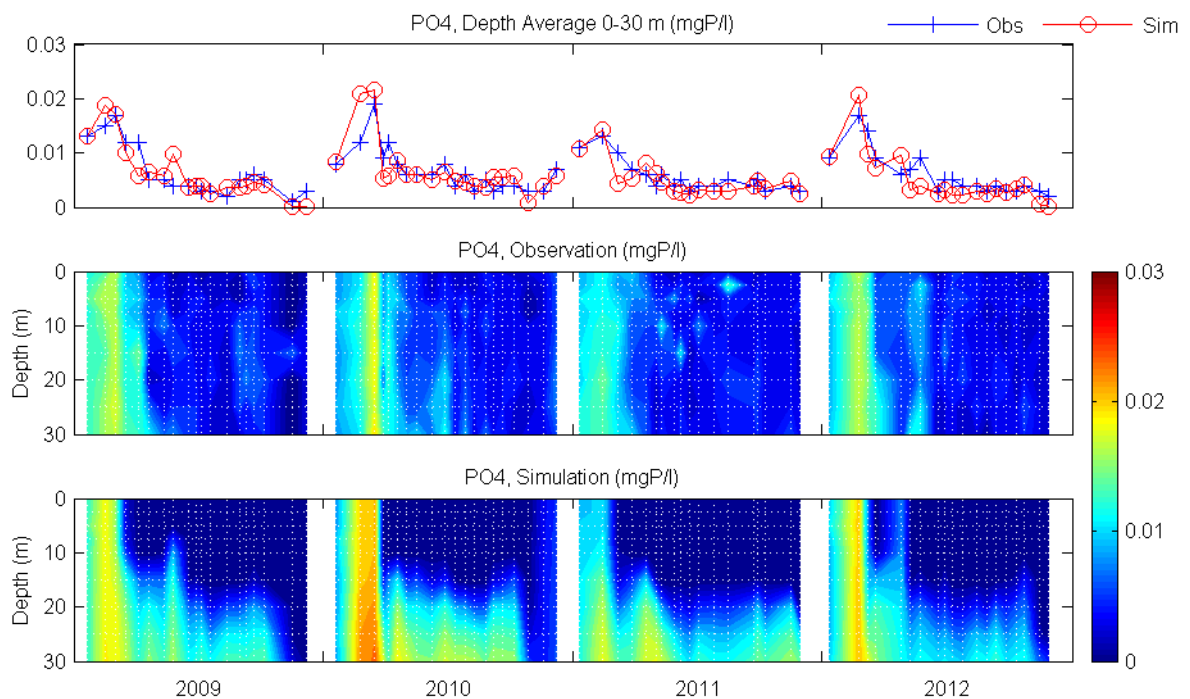 PO4, Depth Average 0-30 m (mgP/l)
Obs
Sim
0.03
0.02
0.01
0
PO4, Observation (mgP/l)
0
10
20
30
Depth (m)
0.03
0.02
0.01
0
PO4, Simulation (mgP/l)
0
10
20
30
Depth (m)
2009
2010
2011
2012